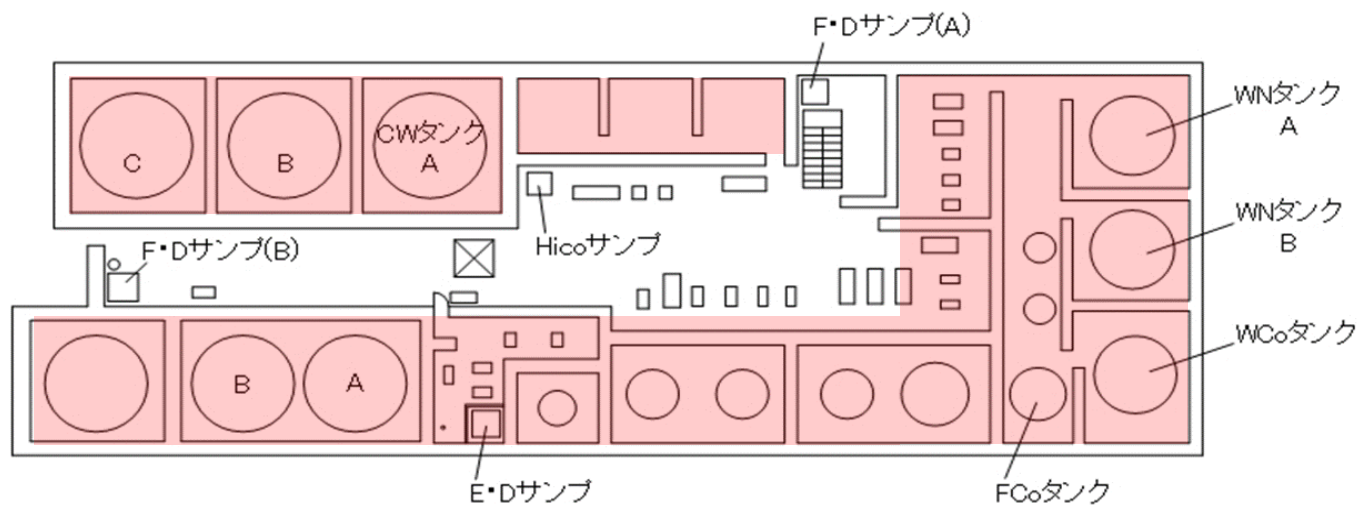 F・Dサンプ(A)
WNタンク
A
CWタンク
C
B
A
WNタンク
B
Hicoサンプ
F・Dサンプ(B)
WCoタンク
B
A
E・Dサンプ
FCoタンク